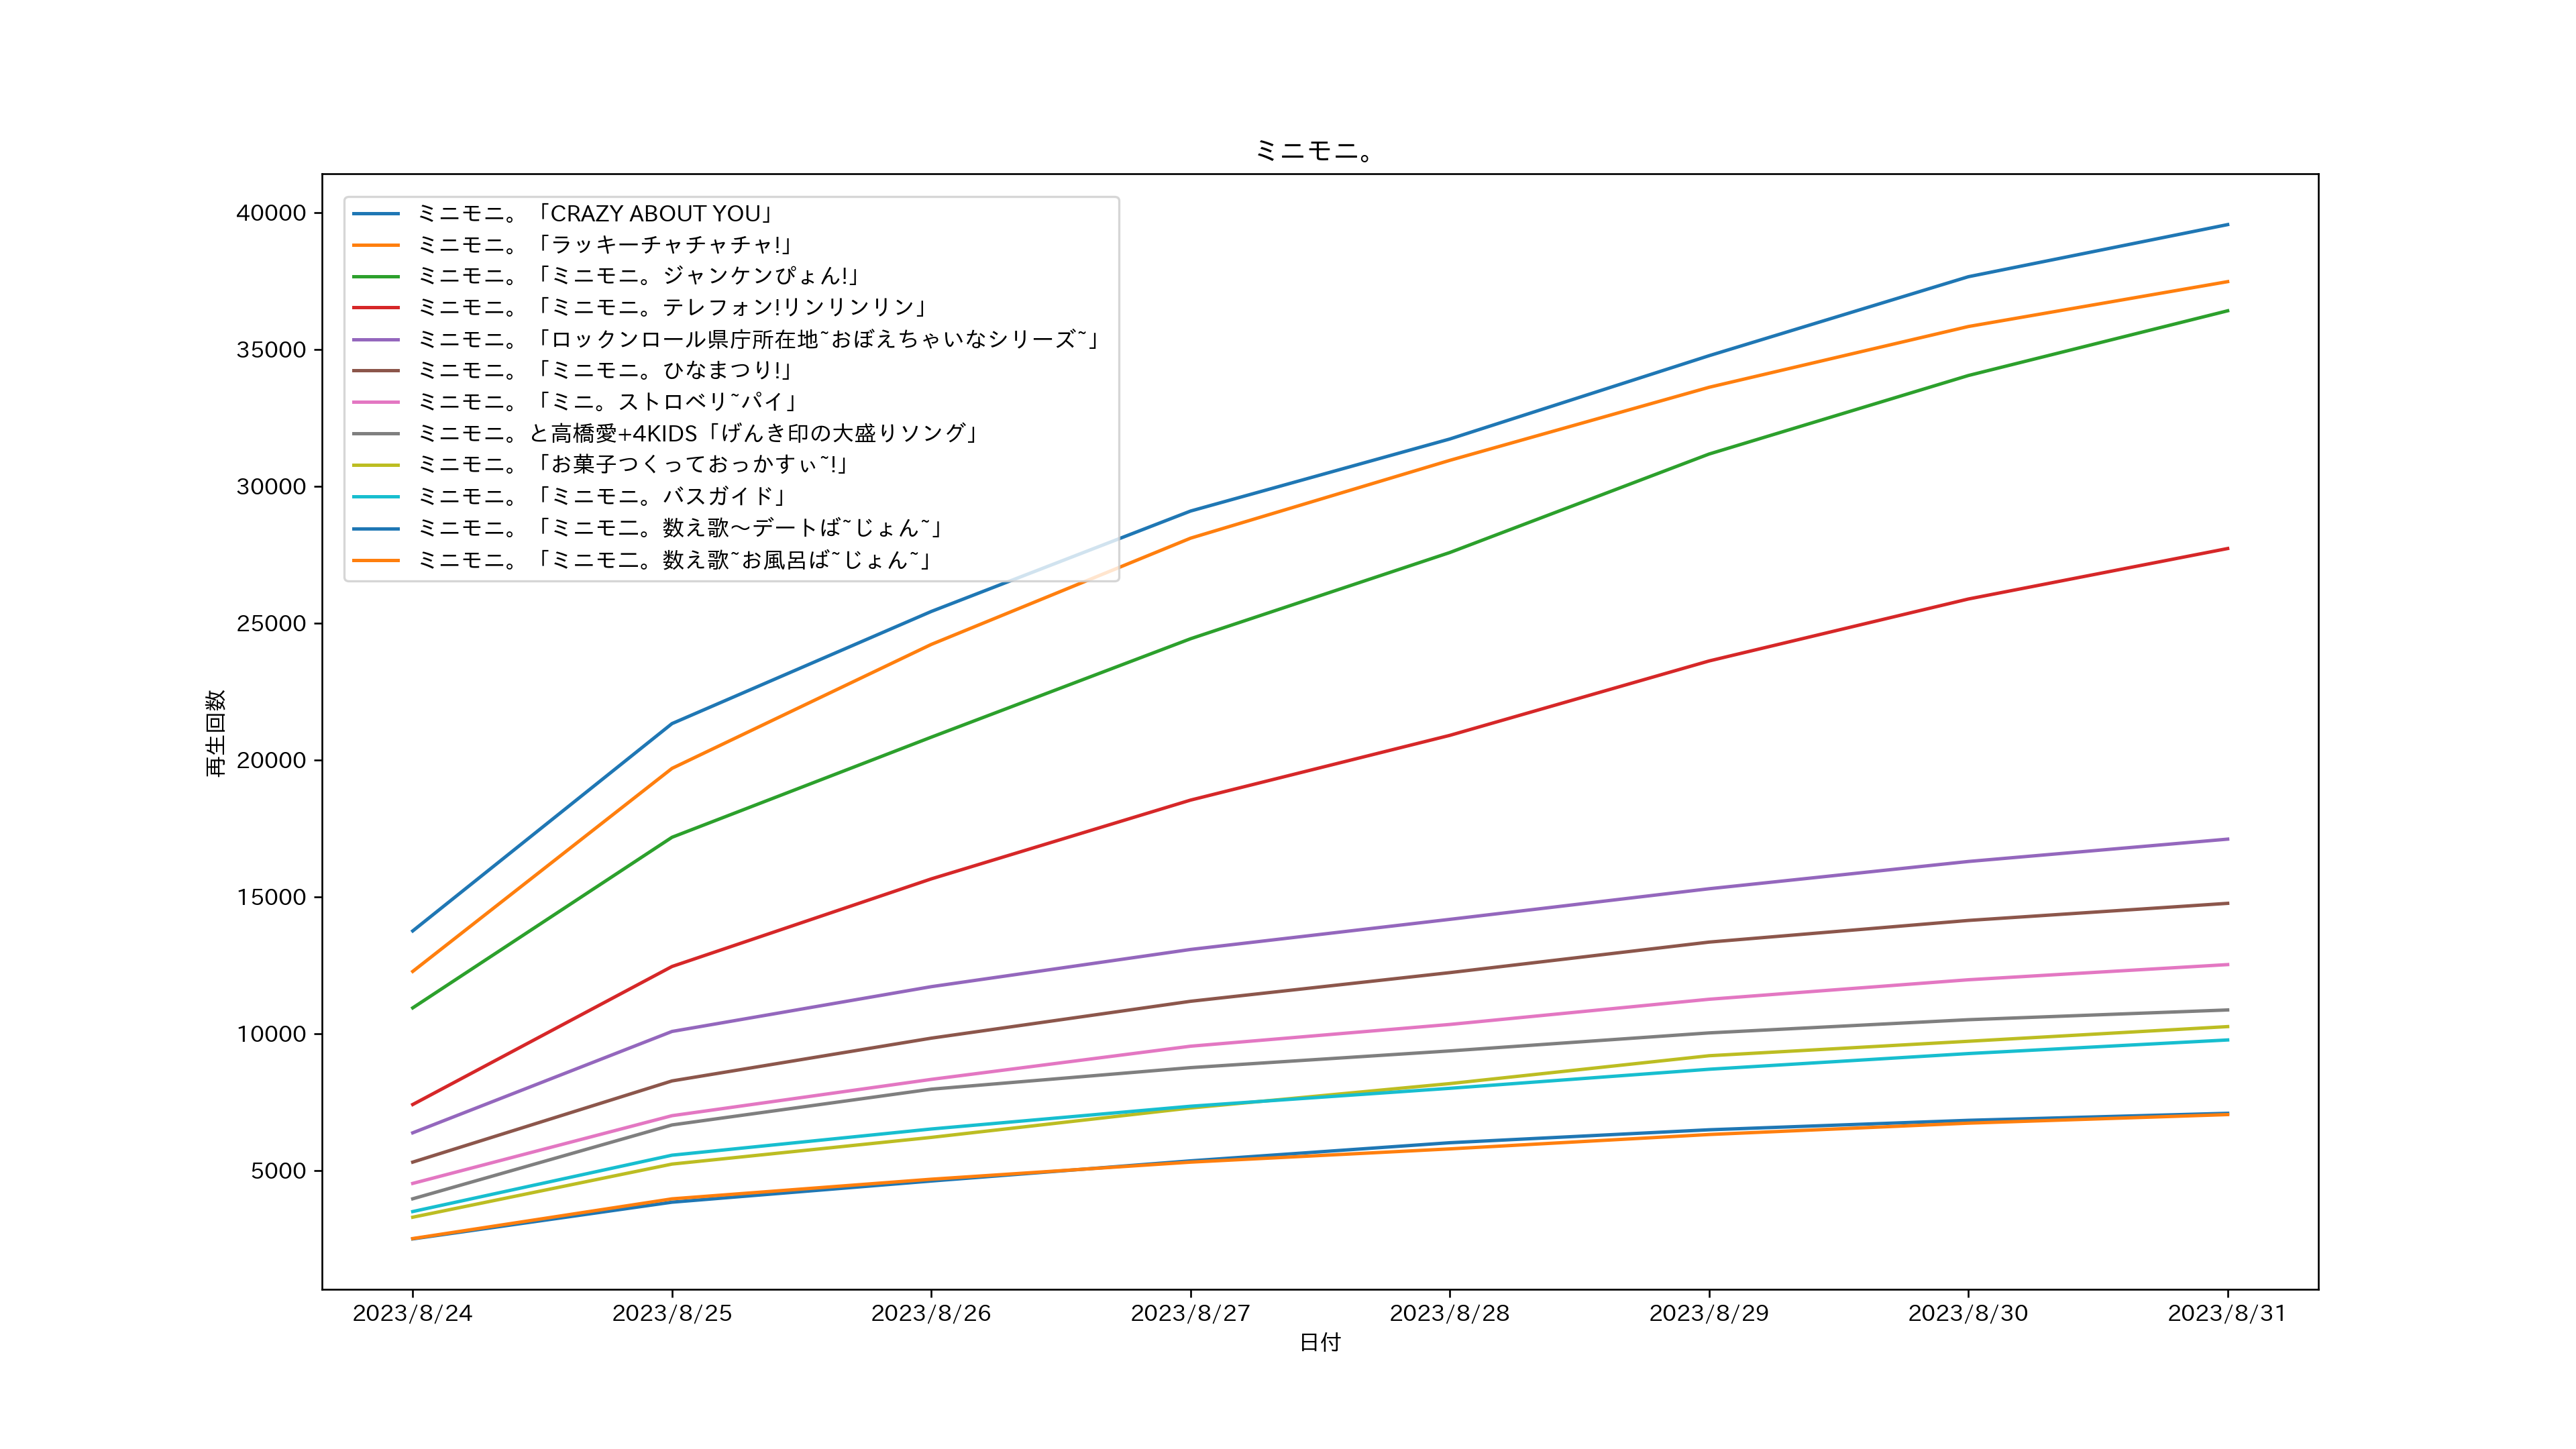 ミニモニ。
40000
35000
30000
25000
20000
15000
10000
5000
再生回数
ミニモニ。「CRAZY ABOUT YOU」
ミニモニ。「ラッキーチャチャチャ!」
ミニモニ。「ミニモニ。ジャンケンぴょん!」
ミニモニ。「ミニモニ。テレフォン!リンリンリン」
ミニモニ。「ロックンロール県庁所在地~おぼえちゃいなシリーズ~」
ミニモニ。「ミニモニ。ひなまつり!」
ミニモニ。「ミニ。ストロベリ~パイ」
ミニモニ。と高橋愛+4KIDS「げんき印の大盛りソング」
ミニモニ。「お菓子つくっておっかすぃ~!」
ミニモニ。「ミニモニ。バスガイド」
ミニモニ。「ミニモニ。数え歌～デートば~じょん~」
ミニモニ。「ミニモニ。数え歌~お風呂ば~じょん~」
2023/8/24 2023/8/25 2023/8/26 2023/8/27 2023/8/28 2023/8/29 2023/8/30 2023/8/31
日付